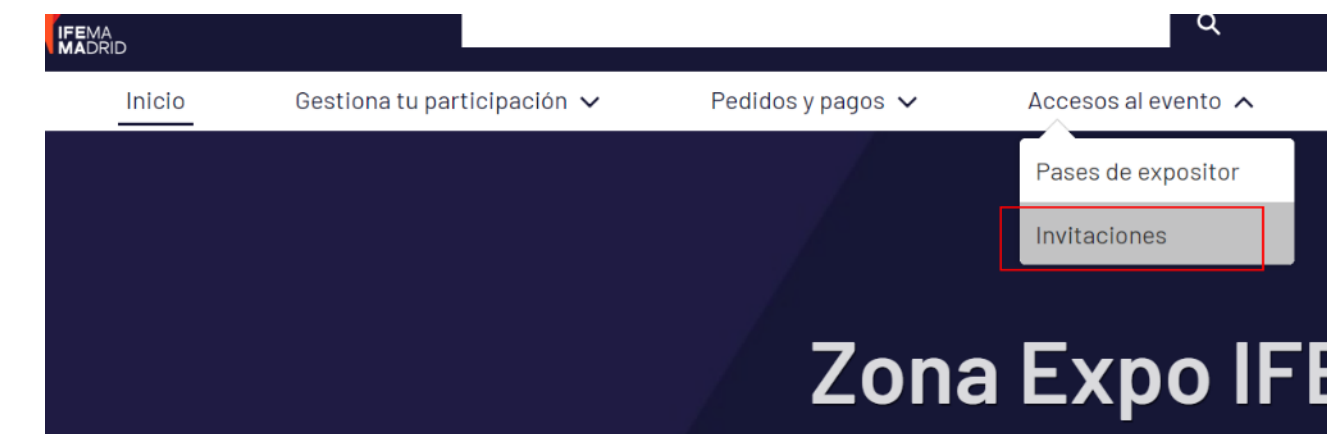 IFEMA
MADRID
Inicio
Gestiona tu participación
Pedidos y pagos
Accesos al evento
Pases de expositor
Invitaciones
Zona Expo IFE